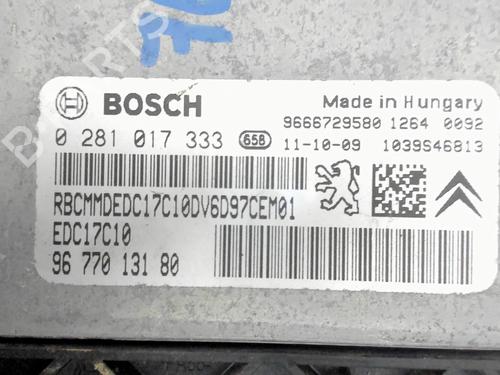 BOSCH
Made in Hungary
0 281 017 333 658
9666729580 1264 0092
11-10-09 1039S46813
RBCMMDEDC17C10DV6D97CEM01
EDC17C10
96 770 131 80